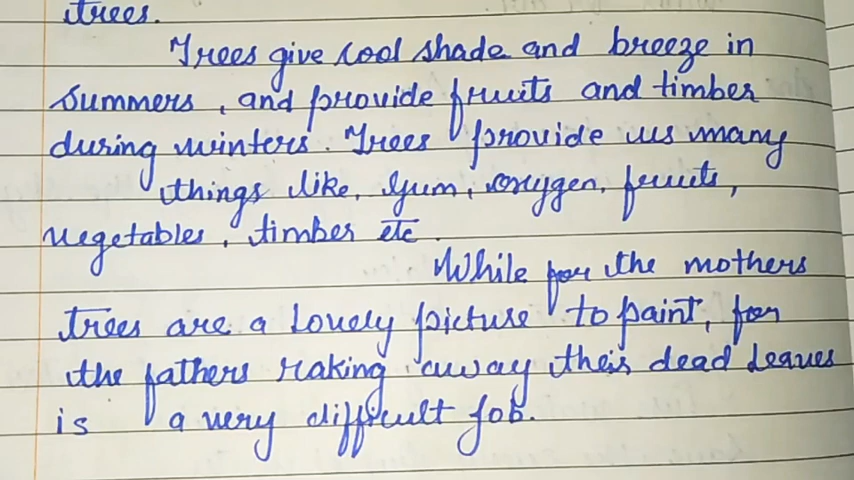 trees.
Trees give cool shade and breeze in
summers, and provide fruits and timber
during winters. Trees provide us many
things like, Gum, oxygen, fruits,
vegetables, timber etc.
While for the mothers
trees are a lovely picture to paint, for
the fathers raking away their dead leaves
is a very difficult job.